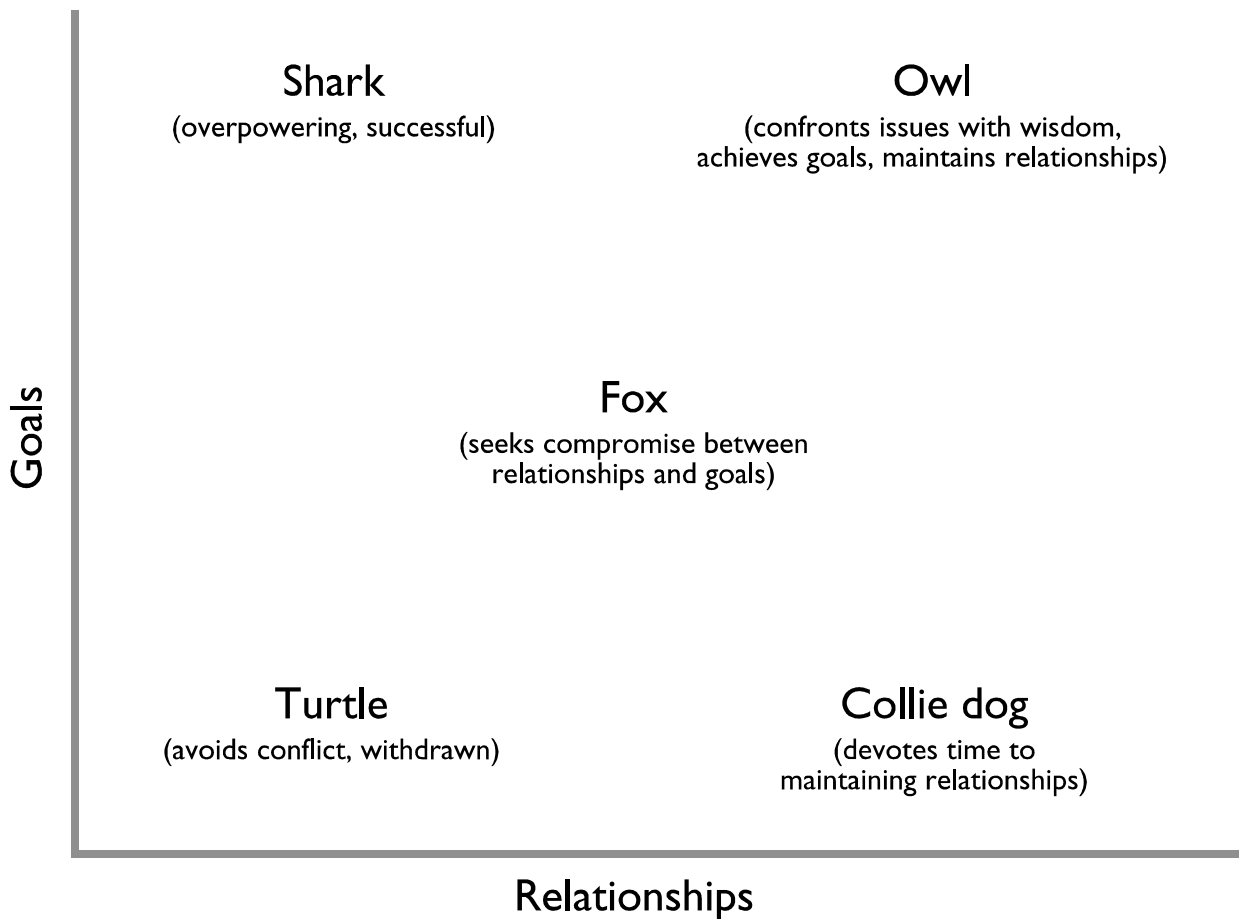 Shark
(overpowering, successful)
Owl
(confronts issues with wisdom,
achieves goals, maintains relationships)
Goals
Fox
(seeks compromise between
relationships and goals)
Turtle
(avoids conflict, withdrawn)
Collie dog
(devotes time to
maintaining relationships)
Relationships